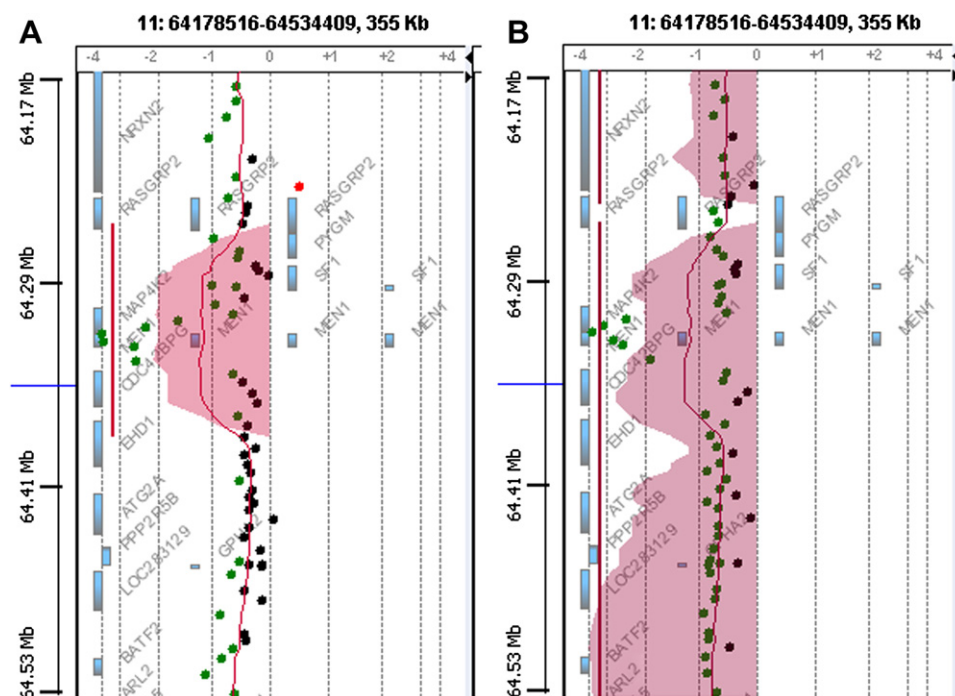 A
11: 64178516-64534409, 355 Kb
-4 -2 -1 0 +1 +2 +4
64.17 Mb
64.29 Mb
64.41 Mb
64.53 Mb
NRXN2
RASGRP2 RASGRP2 RASGRP2
PYGM
SF1 SF1
MAP4K2
MEN1 MEN1 MEN1 MEN1
CDC42BPG
EHD1
ATG2A
PPP2R5B
GPHA2
LOC283129
BATF2
ARL2
B
11: 64178516-64534409, 355 Kb
-4 -2 -1 0 +1 +2 +4
64.17 Mb
64.29 Mb
64.41 Mb
64.53 Mb
NRXN2
RASGRP2 RASGRP2 RASGRP2
PYGM
SF1 SF1
MAP4K2
MEN1 MEN1 MEN1 MEN1
CDC42BPG
EHD1
ATG2A
PPP2R5B
GPHA2
LOC283129
BATF2
ARL2